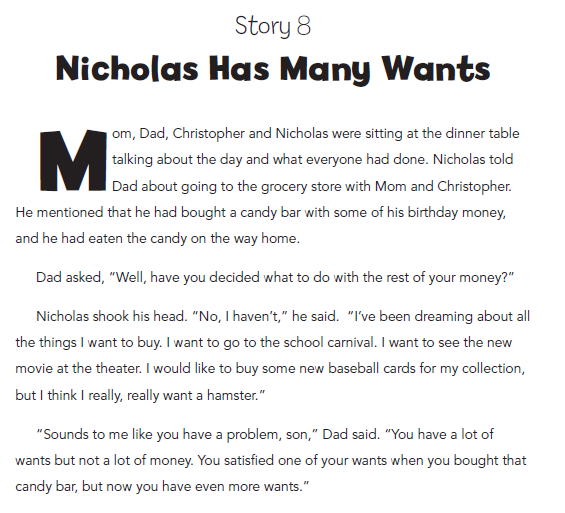 Story 8
Nicholas Has Many Wants
Mom, Dad, Christopher and Nicholas were sitting at the dinner table
talking about the day and what everyone had done. Nicholas told
Dad about going to the grocery store with Mom and Christopher.
He mentioned that he had bought a candy bar with some of his birthday money,
and he had eaten the candy on the way home.
Dad asked, “Well, have you decided what to do with the rest of your money?”
Nicholas shook his head. “No, I haven’t,” he said.  “I’ve been dreaming about all
the things I want to buy. I want to go to the school carnival. I want to see the new
movie at the theater. I would like to buy some new baseball cards for my collection,
but I think I really, really want a hamster.”
“Sounds to me like you have a problem, son,” Dad said. “You have a lot of
wants but not a lot of money. You satisfied one of your wants when you bought that
candy bar, but now you have even more wants.”